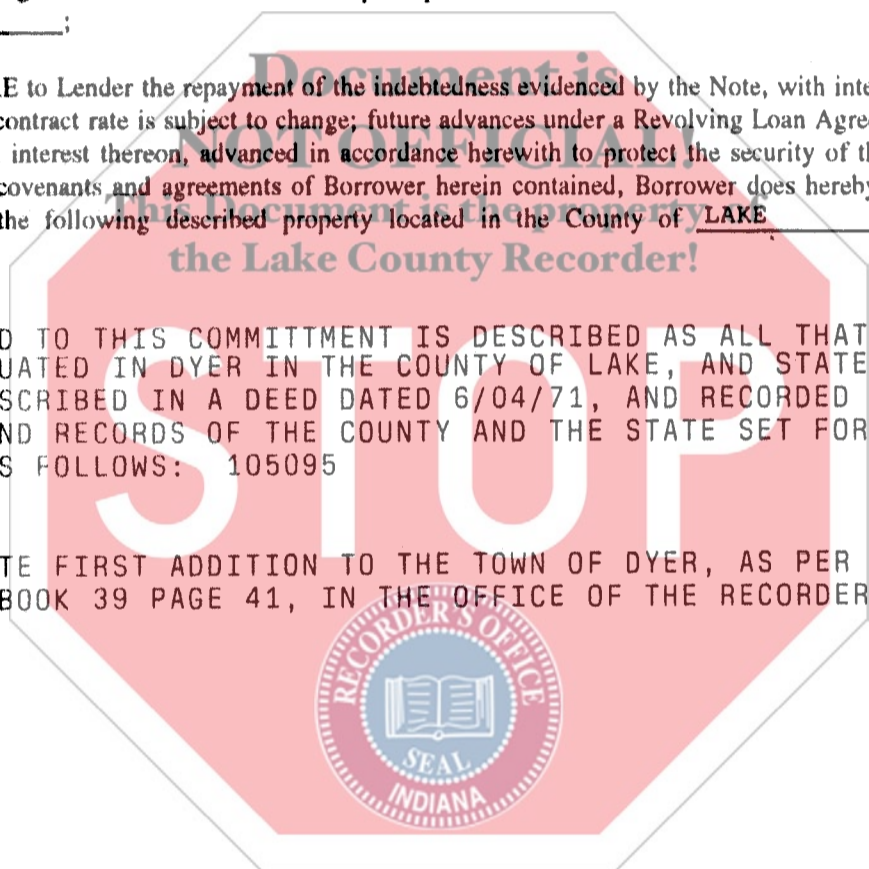 ;
Document is
E to Lender the repayment of the indebtedness evidenced by the Note, with inte
contract rate is subject to change; future advances under a Revolving Loan Agre
NOT OFFICIAL!
interest thereon, advanced in accordance herewith to protect the security of th
covenants and agreements of Borrower herein contained, Borrower does hereby
This Document is the property of
the following described property located in the County of LAKE
the Lake County Recorder!
D TO THIS COMMITTMENT IS DESCRIBED AS ALL THAT
UATED IN DYER IN THE COUNTY OF LAKE, AND STATE
SCRIBED IN A DEED DATED 6/04/71, AND RECORDED
ND RECORDS OF THE COUNTY AND THE STATE SET FOR
S FOLLOWS: 105095
STOP
TE FIRST ADDITION TO THE TOWN OF DYER, AS PER
BOOK 39 PAGE 41, IN THE OFFICE OF THE RECORDER
RECORDER'S OFFICE
SEAL
INDIANA